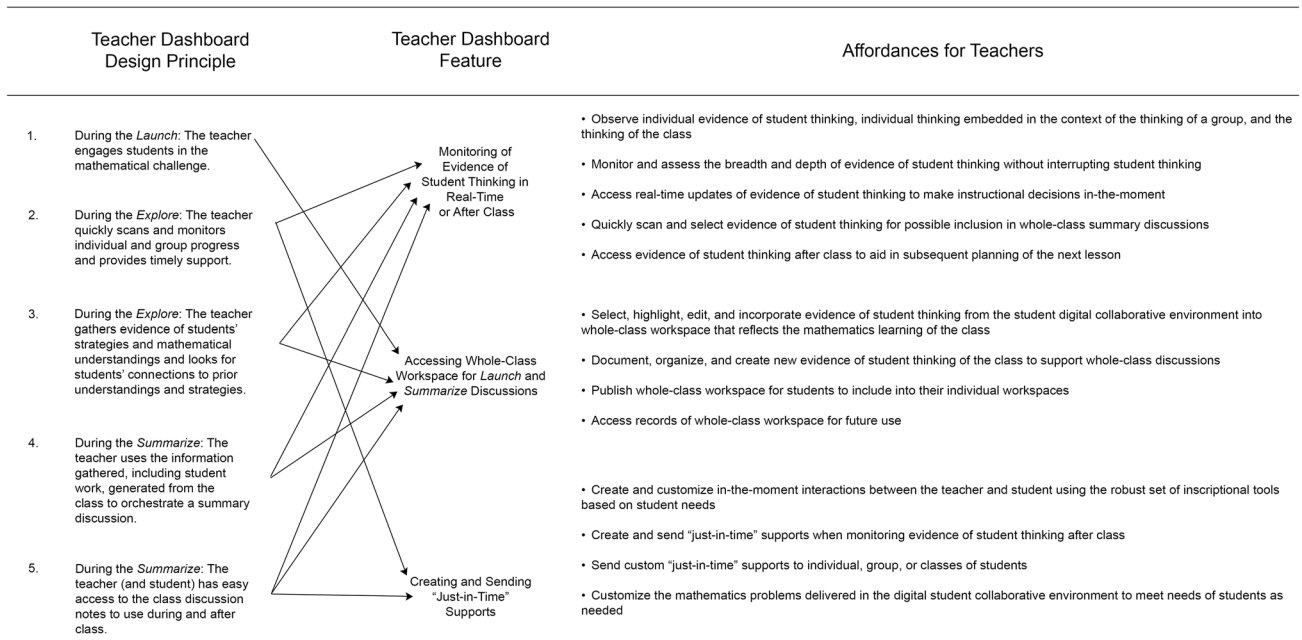 Teacher Dashboard
Design Principle
Teacher Dashboard
Feature
Affordances for Teachers
1. During the Launch: The teacher
engages students in the
mathematical challenge.
2. During the Explore: The teacher
quickly scans and monitors
individual and group progress
and provides timely support.
3. During the Explore: The teacher
gathers evidence of students’
strategies and mathematical
understandings and looks for
students’ connections to prior
understandings and strategies.
4. During the Summarize: The
teacher uses the information
gathered, including student
work, generated from the
class to orchestrate a summary
discussion.
5. During the Summarize: The
teacher (and student) has easy
access to the class discussion
notes to use during and after
class.
Monitoring of
Evidence of
Student Thinking in
Real-Time
or After Class
Accessing Whole-Class
Workspace for Launch and
Summarize Discussions
Creating and Sending
“Just-in-Time”
Supports
• Observe individual evidence of student thinking, individual thinking embedded in the context of the thinking of a group, and the
thinking of the class
• Monitor and assess the breadth and depth of evidence of student thinking without interrupting student thinking
• Access real-time updates of evidence of student thinking to make instructional decisions in-the-moment
• Quickly scan and select evidence of student thinking for possible inclusion in whole-class summary discussions
• Access evidence of student thinking after class to aid in subsequent planning of the next lesson
• Select, highlight, edit, and incorporate evidence of student thinking from the student digital collaborative environment into
whole-class workspace that reflects the mathematics learning of the class
• Document, organize, and create new evidence of student thinking of the class to support whole-class discussions
• Publish whole-class workspace for students to include into their individual workspaces
• Access records of whole-class workspace for future use
• Create and customize in-the-moment interactions between the teacher and student using the robust set of inscriptional tools
based on student needs
• Create and send “just-in-time” supports when monitoring evidence of student thinking after class
• Send custom “just-in-time” supports to individual, group, or classes of students
• Customize the mathematics problems delivered in the digital student collaborative environment to meet needs of students as
needed